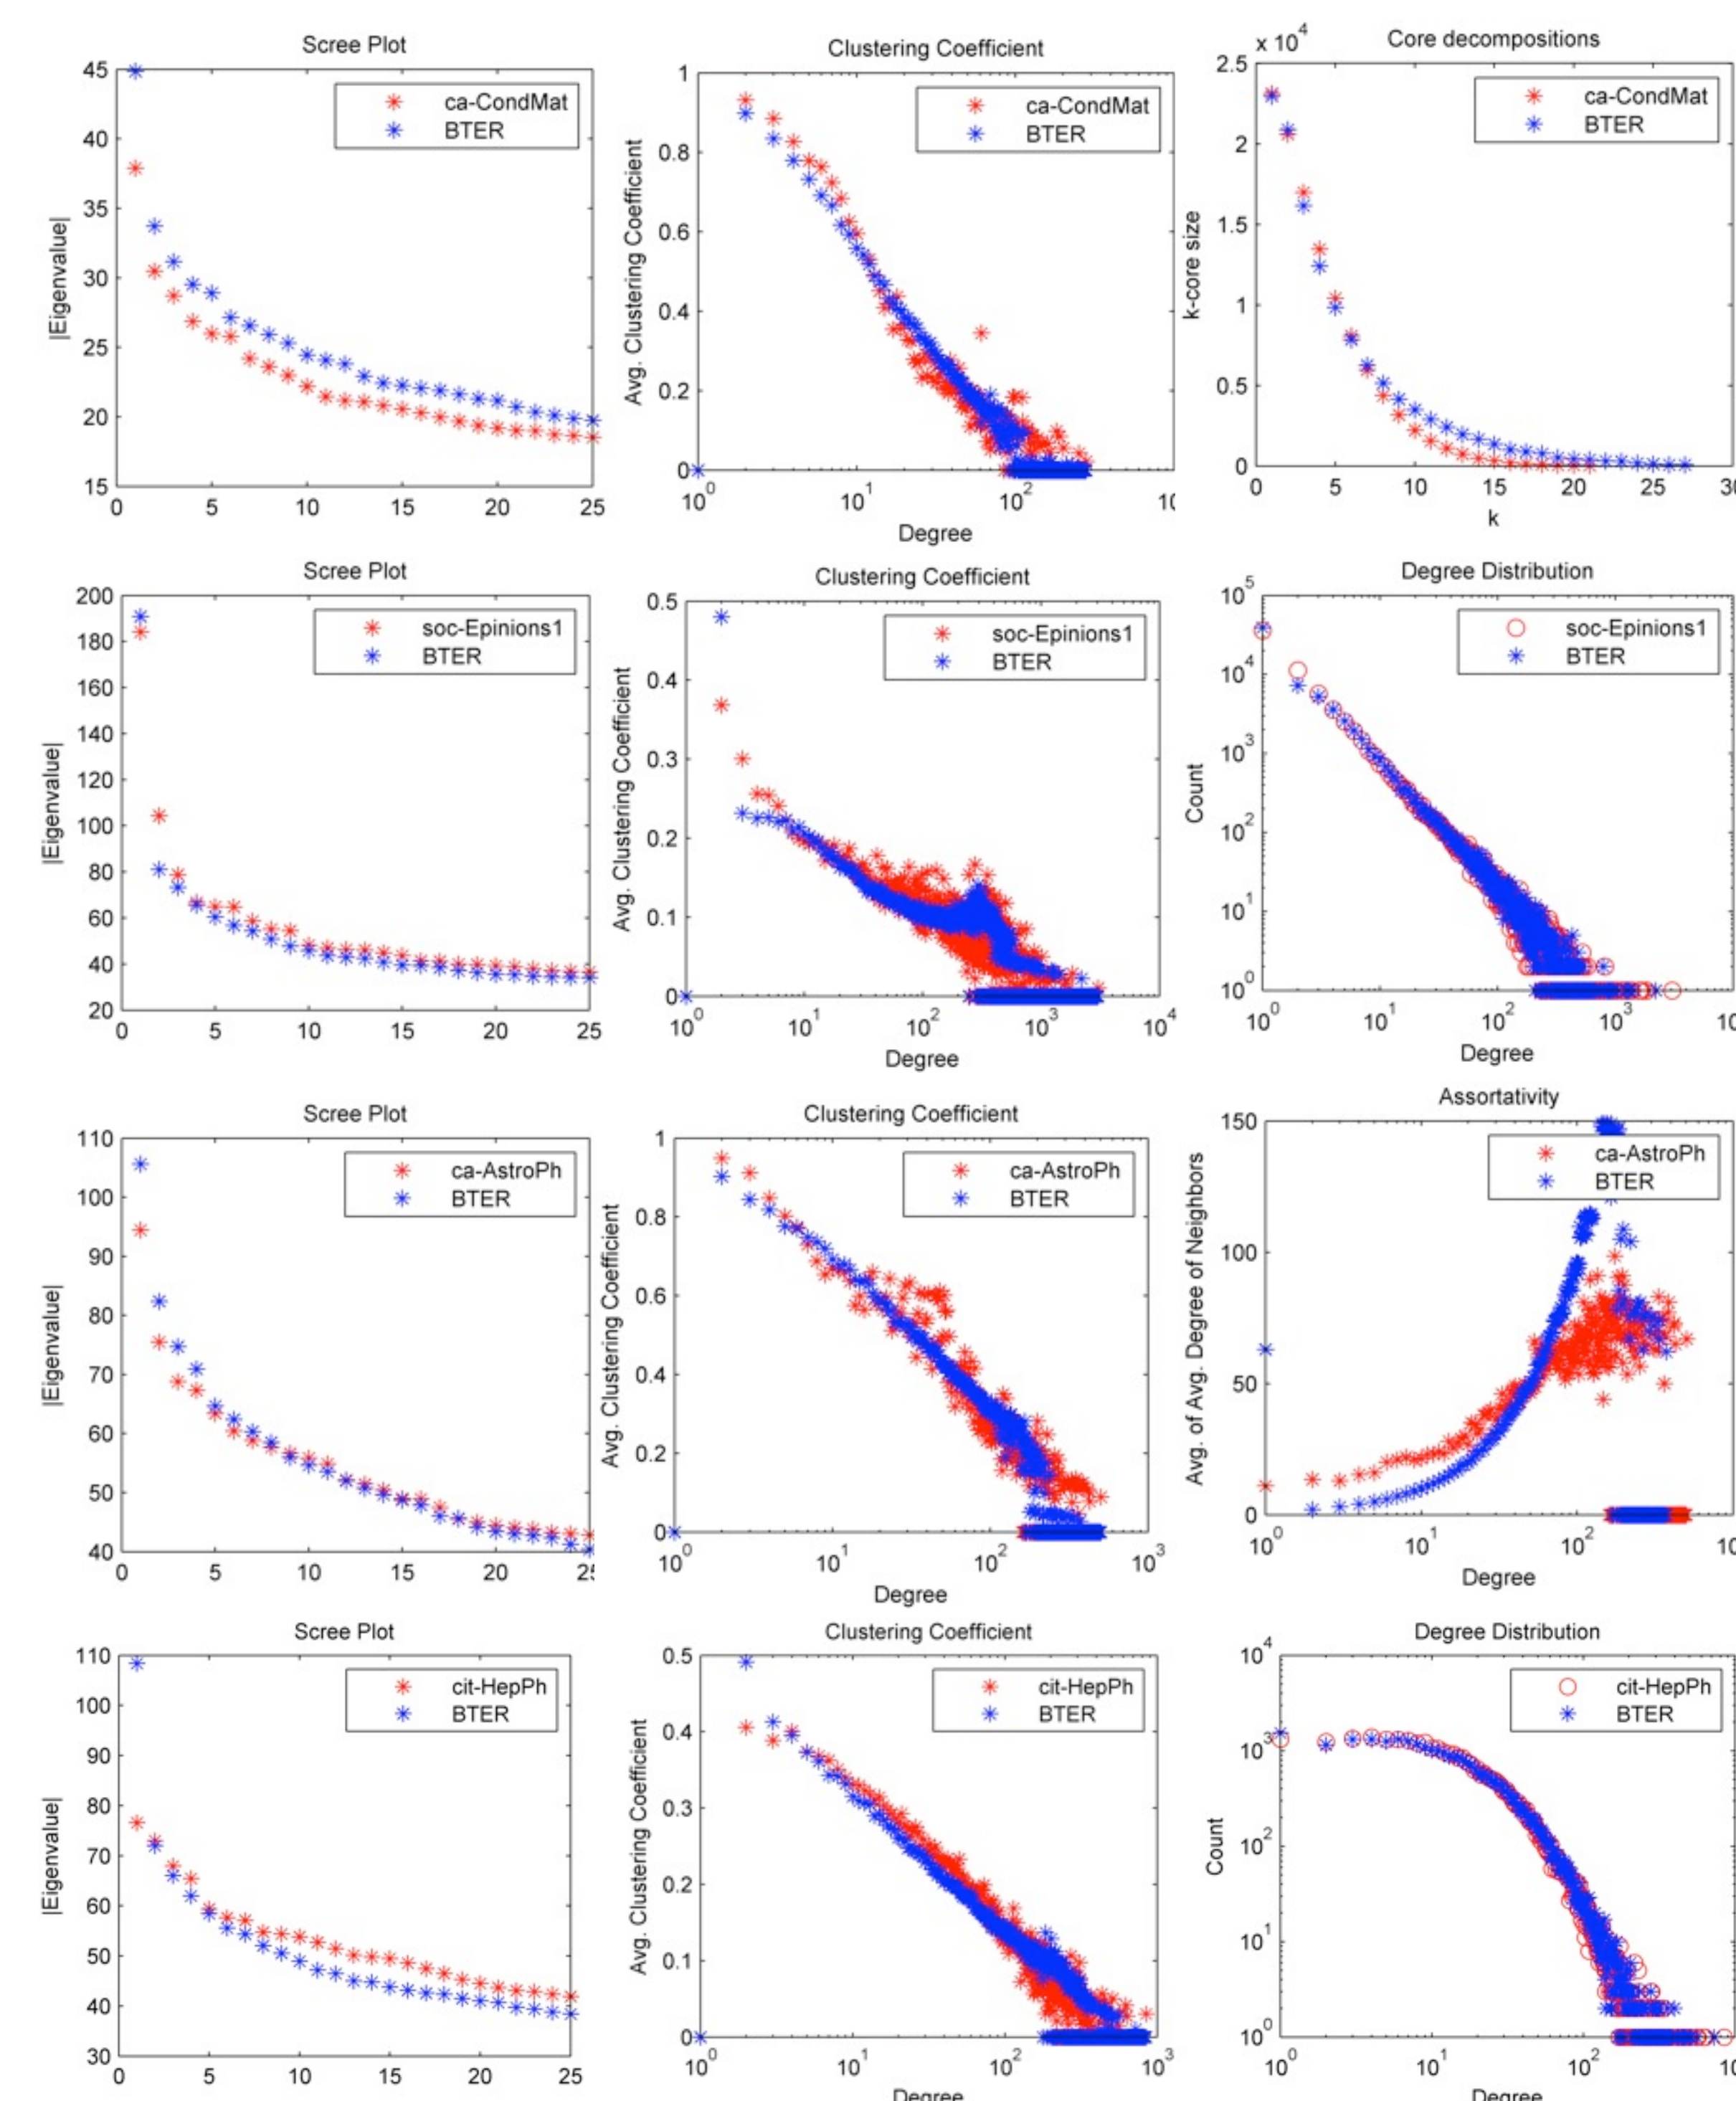 Scree Plot
45
40
35
30
25
20
15
0 5 10 15 20 25
|Eigenvalue|
ca-CondMat
BTER
Clustering Coefficient
1
0.8
0.6
0.4
0.2
0
10^0 10^1 10^2
Avg. Clustering Coefficient
Degree
ca-CondMat
BTER
Core decompositions
x 10^4
2.5
2
1.5
1
0.5
0
0 5 10 15 20 25
k-core size
k
ca-CondMat
BTER
Scree Plot
200
180
160
140
120
100
80
60
40
20
0 5 10 15 20 25
|Eigenvalue|
soc-Epinions1
BTER
Clustering Coefficient
0.5
0.4
0.3
0.2
0.1
0
10^0 10^1 10^2 10^3 10^4
Avg. Clustering Coefficient
Degree
soc-Epinions1
BTER
Degree Distribution
10^5
10^4
10^3
10^2
10^1
10^0
10^0 10^1 10^2 10^3
Count
Degree
soc-Epinions1
BTER
Scree Plot
110
100
90
80
70
60
50
40
0 5 10 15 20
|Eigenvalue|
ca-AstroPh
BTER
Clustering Coefficient
1
0.8
0.6
0.4
0.2
0
10^0 10^1 10^2 10^3
Avg. Clustering Coefficient
Degree
ca-AstroPh
BTER
Assortativity
150
100
50
0
10^0 10^1 10^2
Avg. of Avg. Degree of Neighbors
Degree
ca-AstroPh
BTER
Scree Plot
110
100
90
80
70
60
50
40
30
0 5 10 15 20 25
|Eigenvalue|
cit-HepPh
BTER
Clustering Coefficient
0.5
0.4
0.3
0.2
0.1
0
10^0 10^1 10^2 10^3
Avg. Clustering Coefficient
Degree
cit-HepPh
BTER
Degree Distribution
10^4
10^3
10^2
10^1
10^0
10^0 10^1 10^2
Count
Degree
cit-HepPh
BTER